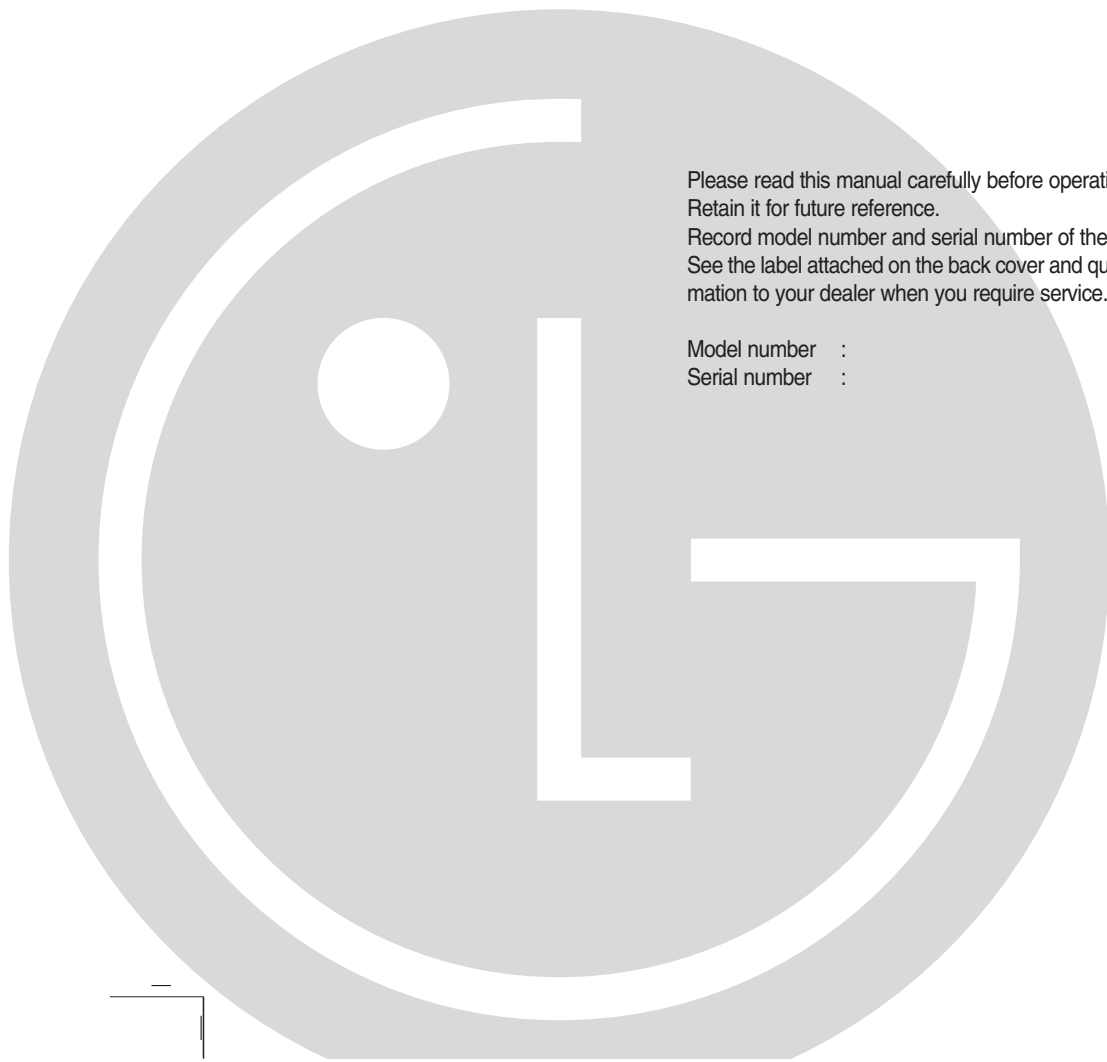 Please read this manual carefully before operati
Retain it for future reference.
Record model number and serial number of the
See the label attached on the back cover and qu
mation to your dealer when you require service.
Model number :
Serial number :